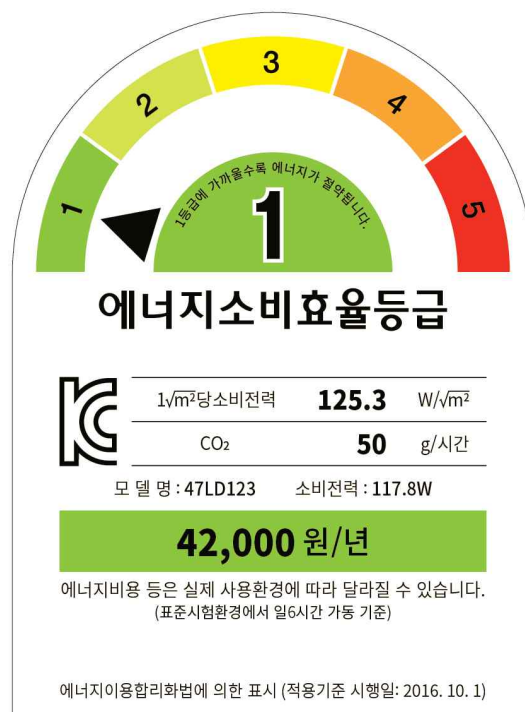 1 2 3 4 5
1등급에 가까울수록 에너지가 절약됩니다.
1
에너지소비효율등급
1√m²당소비전력 125.3 W/√m²
CO₂ 50 g/시간
모 델 명 : 47LD123 소비전력 : 117.8W
42,000 원/년
에너지비용 등은 실제 사용환경에 따라 달라질 수 있습니다.
(표준시험환경에서 일6시간 가동 기준)
에너지이용합리화법에 의한 표시 (적용기준 시행일: 2016. 10. 1)